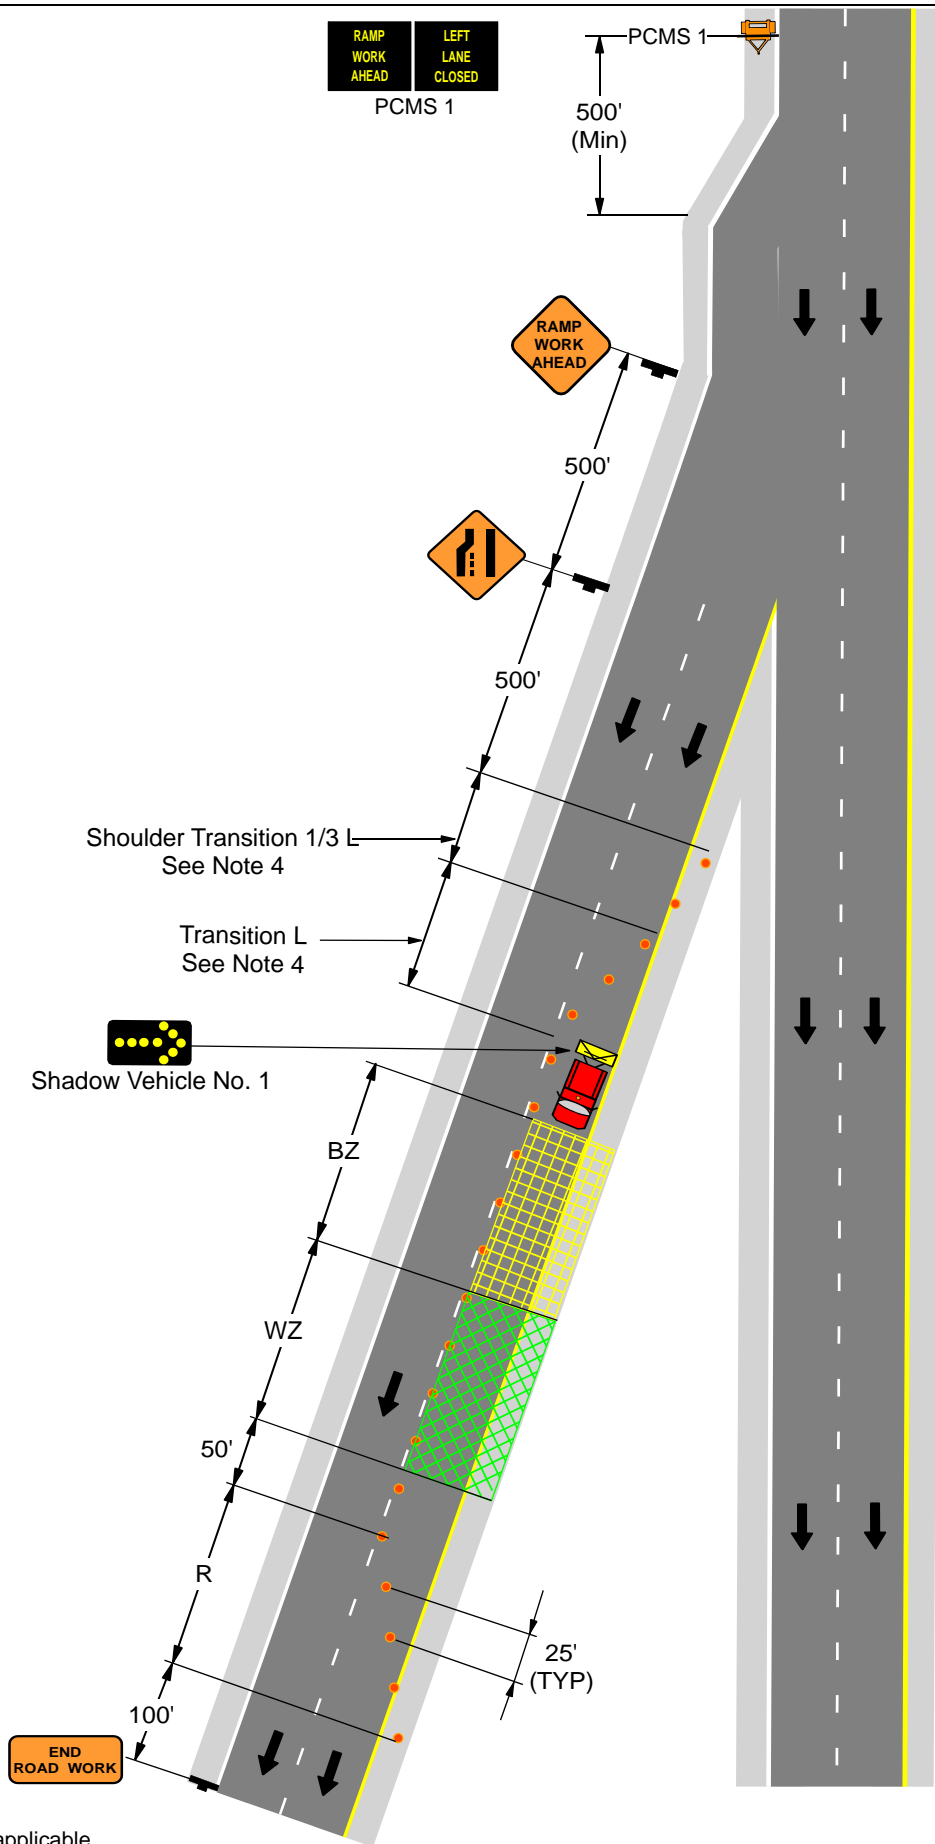 RAMP
WORK
AHEAD
LEFT
LANE
CLOSED
PCMS 1
PCMS 1
500'
(Min)
RAMP
WORK
AHEAD
500'
500'
Shoulder Transition 1/3 L
See Note 4
Transition L
See Note 4
Shadow Vehicle No. 1
BZ
WZ
50'
R
25'
(TYP)
100'
END
ROAD WORK
applicable